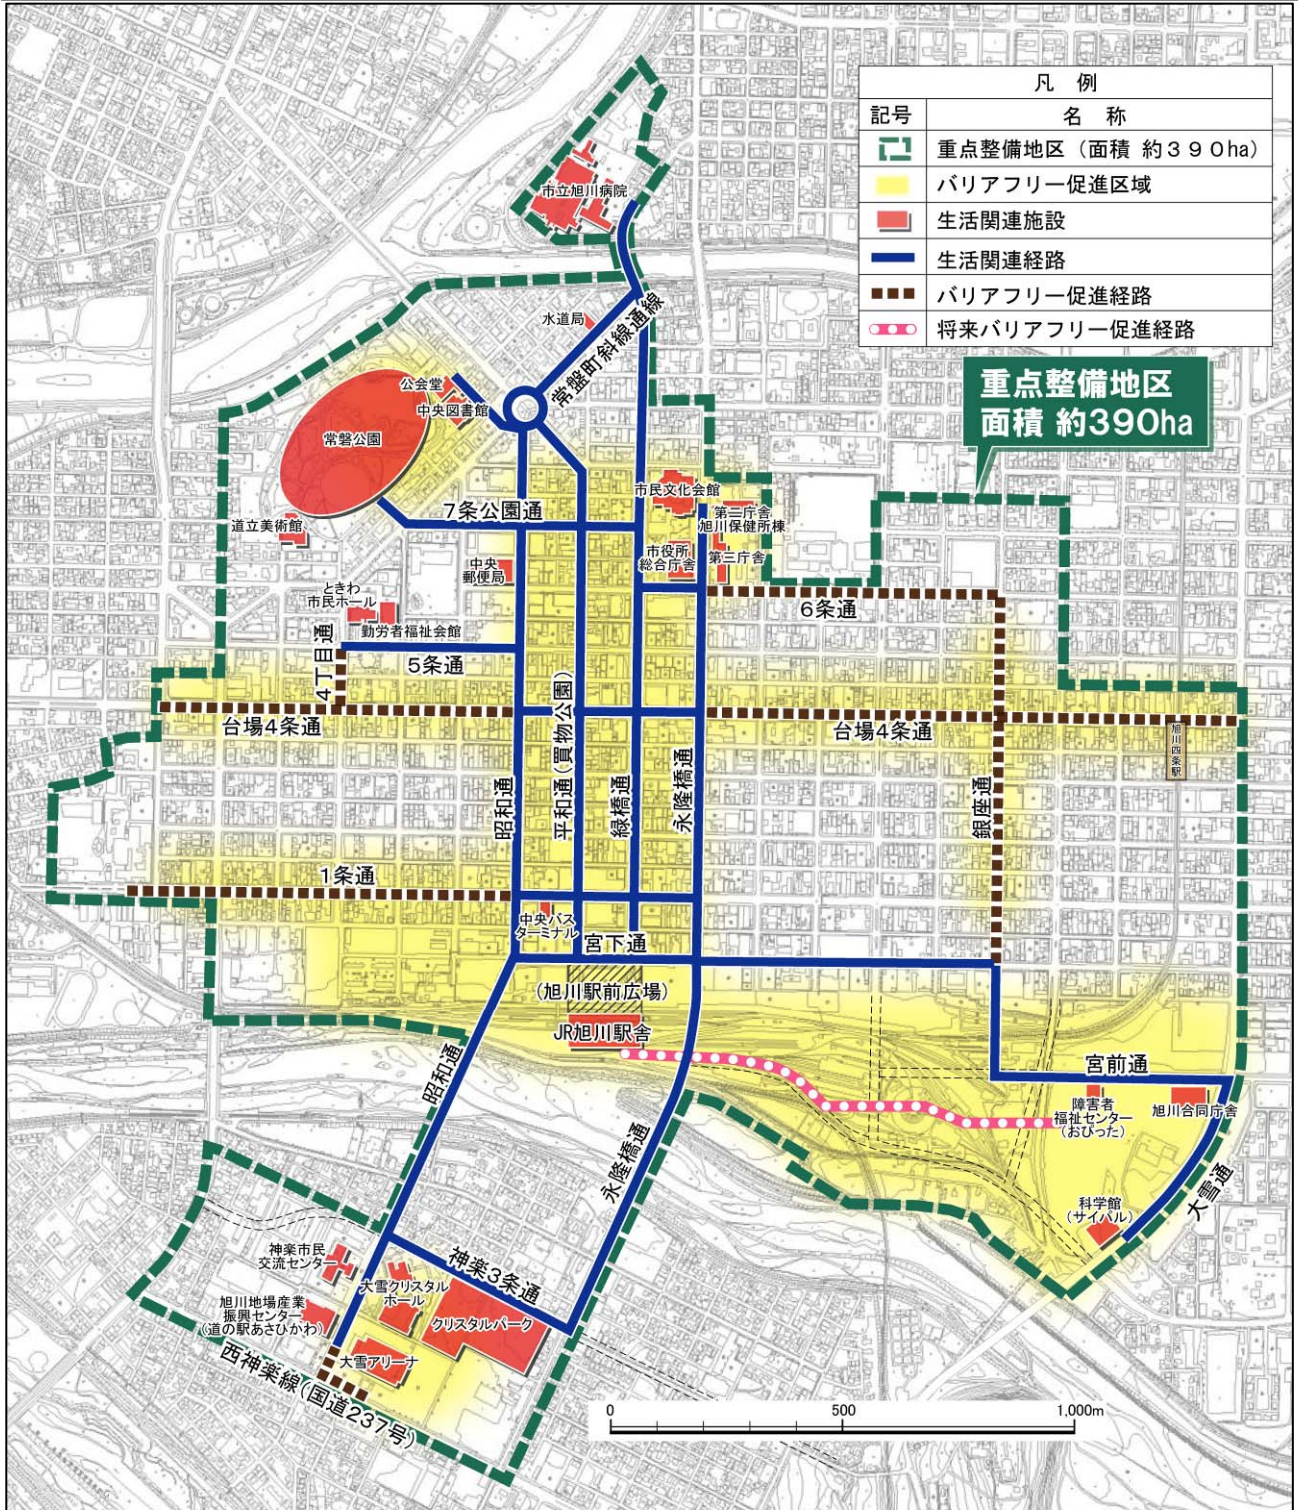 凡 例
記号 名 称
重点整備地区（面積 約３９０ha）
バリアフリー促進区域
生活関連施設
生活関連経路
バリアフリー促進経路
将来バリアフリー促進経路
重点整備地区
面積 約390ha
市立旭川病院
水道局
常盤町斜線通線
公会堂
中央図書館
常磐公園
市民文化会館
7条公園通
道立美術館
第二庁舎
旭川保健所棟
市役所
総合庁舎
第三庁舎
中央
郵便局
ときわ
市民ホール
6条通
勤労者福祉会館
4丁目通
5条通
平和通(買物公園)
台場4条通
台場4条通
旭川四条駅
昭和通
緑橋通
永隆橋通
銀座通
1条通
中央バス
ターミナル
宮下通
(旭川駅前広場)
JR旭川駅舎
昭和通
宮前通
障害者
福祉センター
(おぴった)
旭川合同庁舎
永隆橋通
大雪通
科学館
(サイパル)
神楽市民
交流センター
神楽3条通
大雪クリスタル
ホール
旭川地場産業
振興センター
(道の駅あさひかわ)
クリスタルパーク
大雪アリーナ
西神楽線(国道237号)
0 500 1,000m